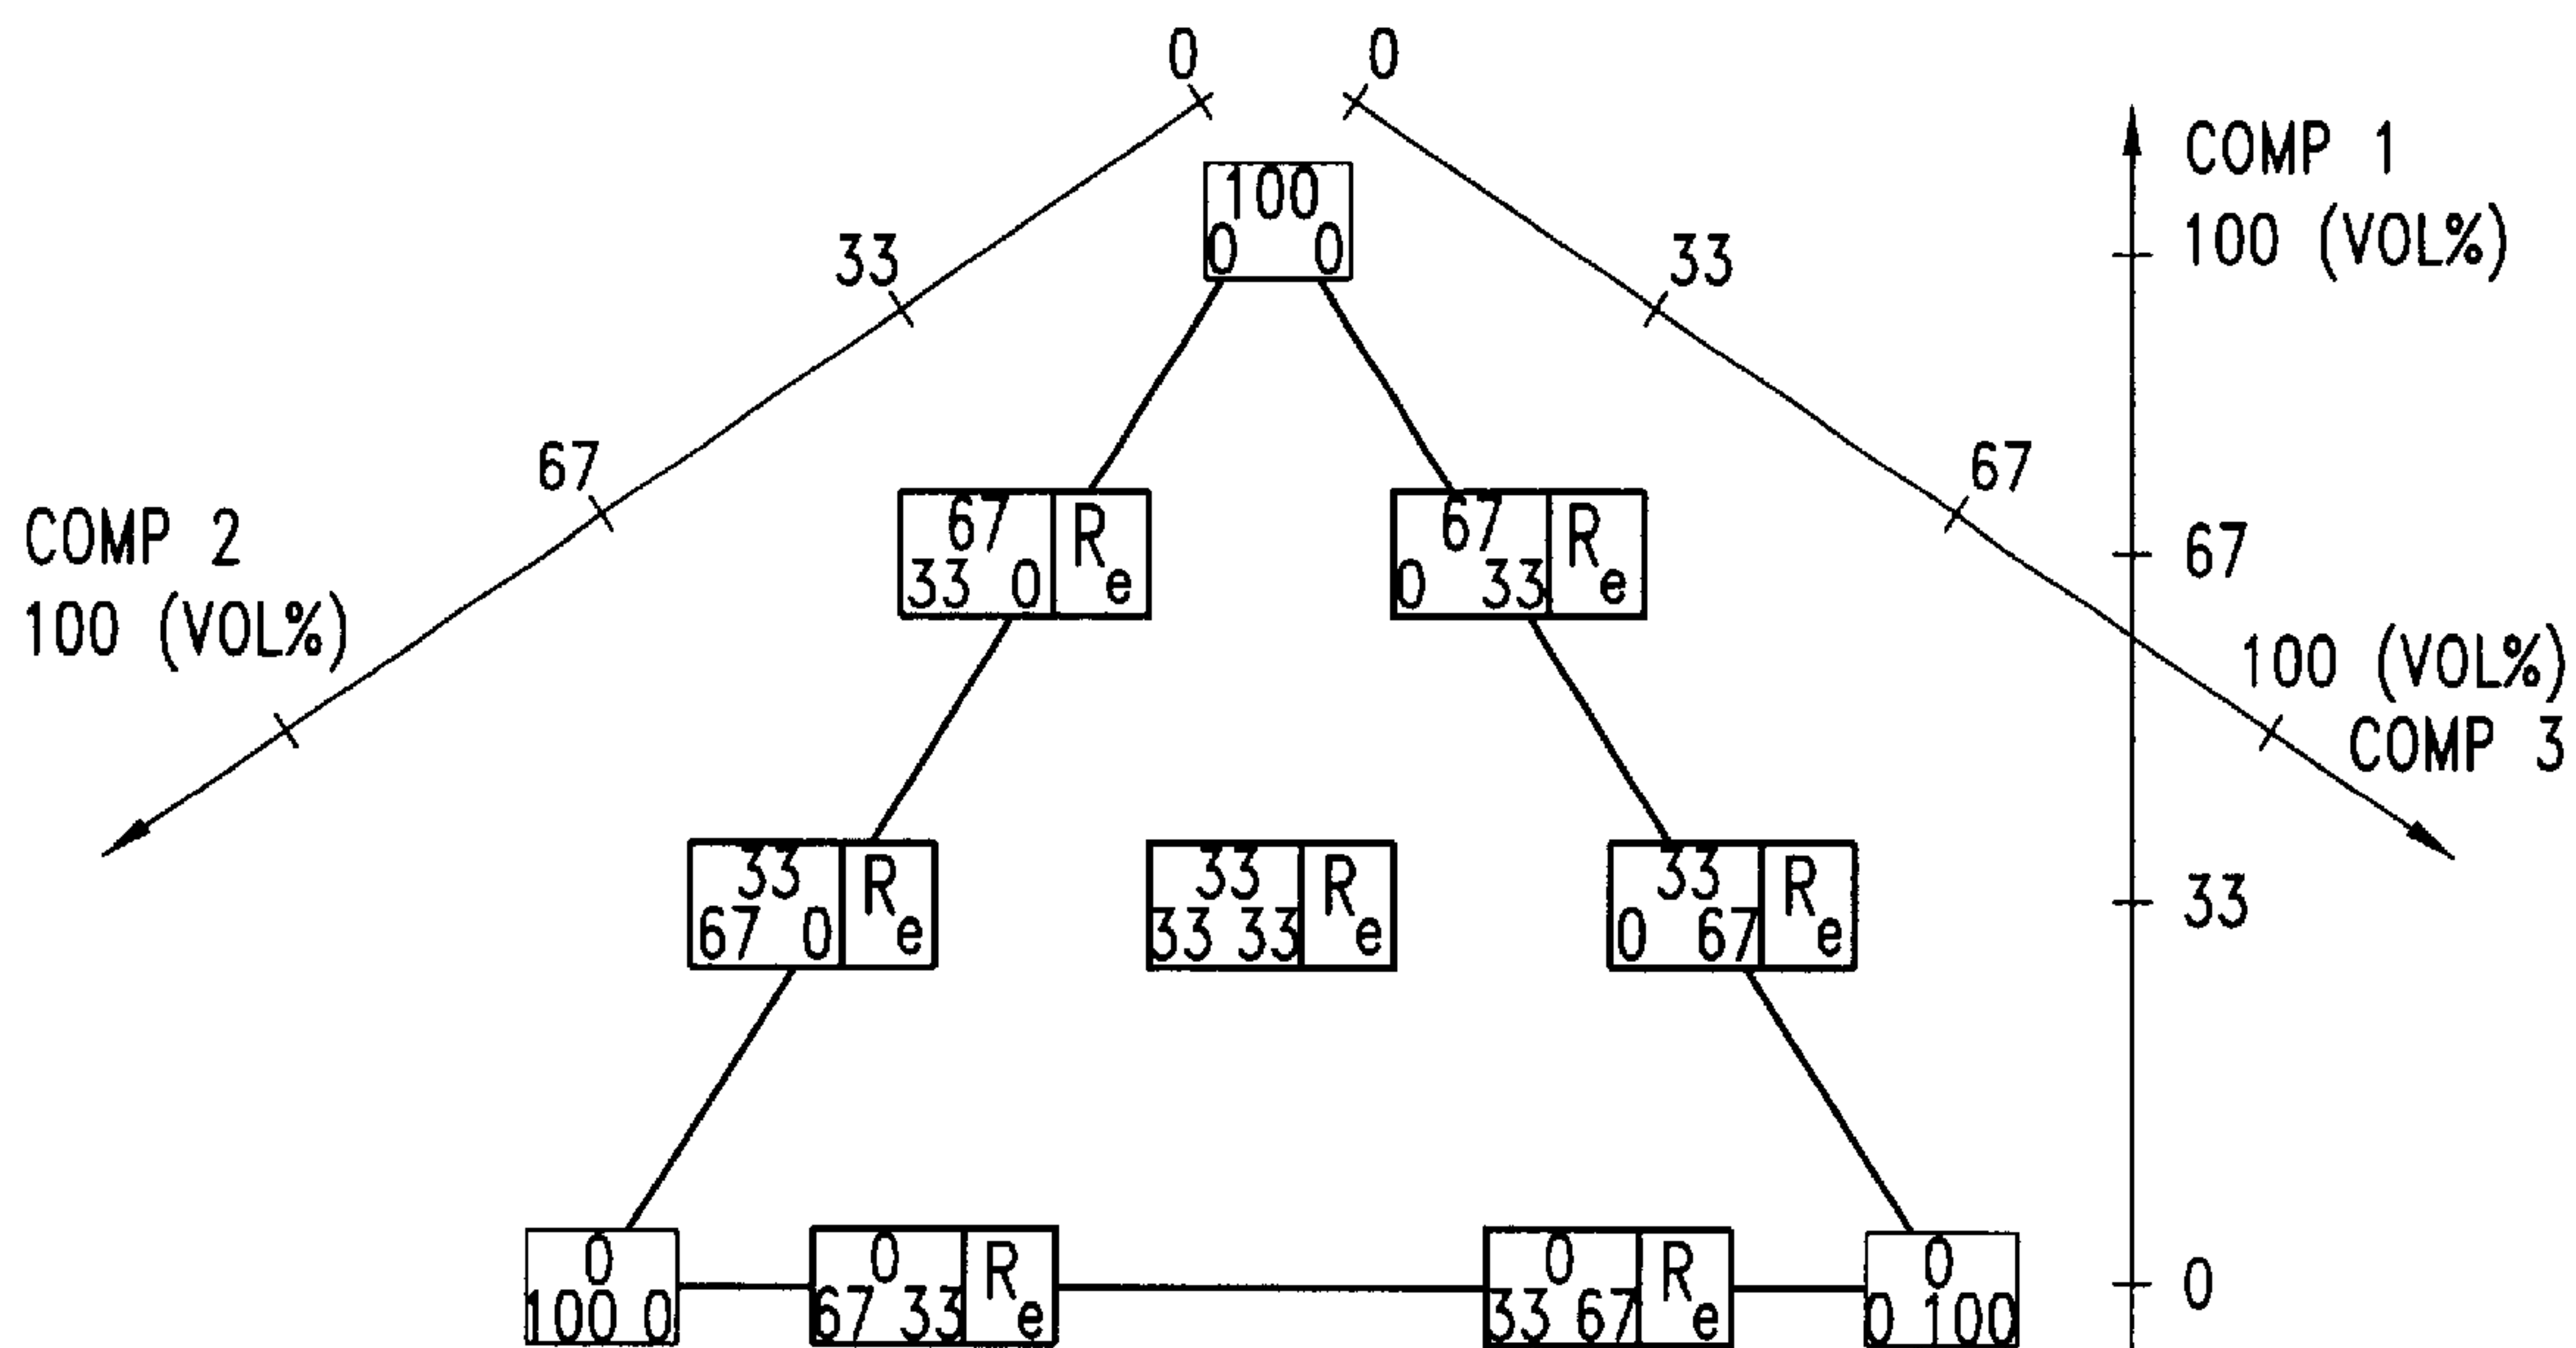 0 0
COMP 1
100 (VOL%)
100
0 0
33 33
67 67
COMP 2
100 (VOL%)
67 R
33 0 e
67 R
0 33 e
67
100 (VOL%)
COMP 3
33 R
67 0 e
33 R
33 33 e
33 R
0 67 e
33
0
100 0
0 R
67 33 e
0 R
33 67 e
0
0 100
0